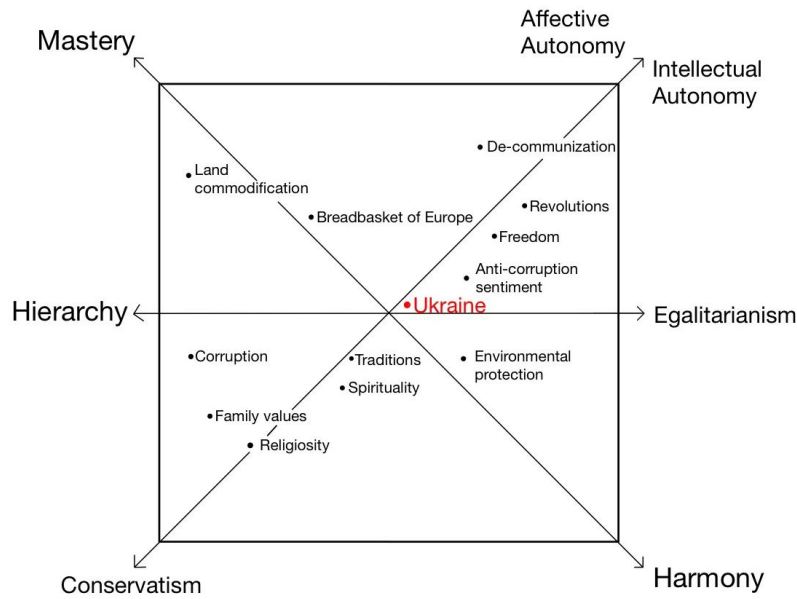 Affective
Autonomy
Mastery
Intellectual
Autonomy
De-communization
Land
commodification
Revolutions
Breadbasket of Europe
Freedom
Anti-corruption
sentiment
Ukraine
Hierarchy
Egalitarianism
Corruption
Traditions
Environmental
protection
Spirituality
Family values
Religiosity
Conservatism
Harmony